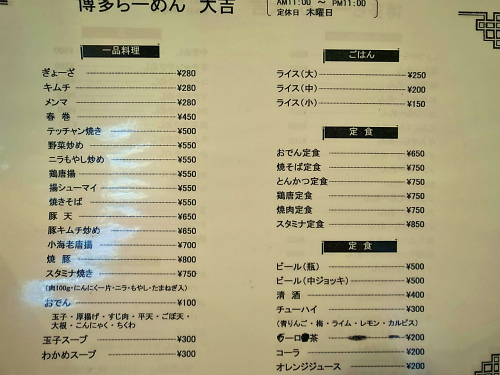 博多らーめん 大吉
AM11:00 ～ PM11:00
定休日 木曜日
一品料理
ぎょーざ ¥280
キムチ ¥280
メンマ ¥280
春巻 ¥450
テッチャン焼き ¥500
野菜炒め ¥550
ニラもやし炒め ¥550
鶏唐揚 ¥550
揚シューマイ ¥550
焼きそば ¥550
豚天 ¥650
豚キムチ炒め ¥650
小海老唐揚 ¥700
焼豚 ¥800
スタミナ焼き ¥750
(肉100g・にんにく一片・ニラ・もやし・たまねぎ入)
おでん ¥100
玉子・厚揚げ・すじ肉・平天・ごぼ天・
大根・こんにゃく・ちくわ
玉子スープ ¥300
わかめスープ ¥300
ごはん
ライス(大) ¥250
ライス(中) ¥200
ライス(小) ¥150
定食
おでん定食 ¥650
焼そば定食 ¥750
とんかつ定食 ¥750
鶏唐定食 ¥750
焼肉定食 ¥750
スタミナ定食 ¥850
定食
ビール(瓶) ¥500
ビール(中ジョッキ) ¥500
清酒 ¥400
チューハイ ¥300
(青りんご・梅・ライム・レモン・カルピス)
ーロ 茶 ¥200
コーラ ¥200
オレンジジュース ¥200